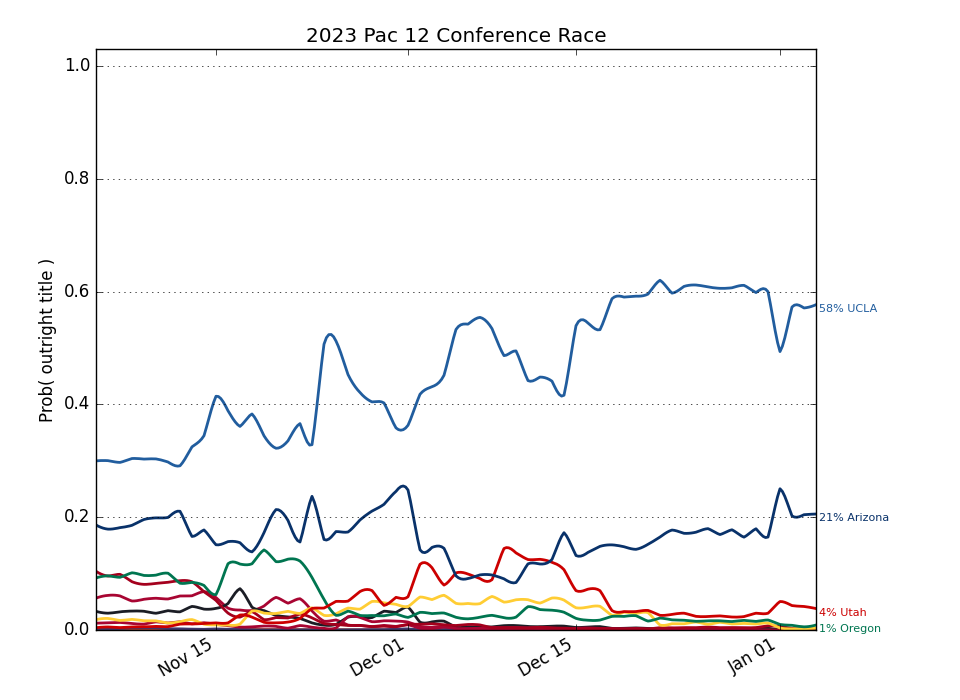 2023 Pac 12 Conference Race
Prob( outright title )
1.0
0.8
0.6
0.4
0.2
0.0
58% UCLA
21% Arizona
4% Utah
1% Oregon
Nov 15
Dec 01
Dec 15
Jan 01